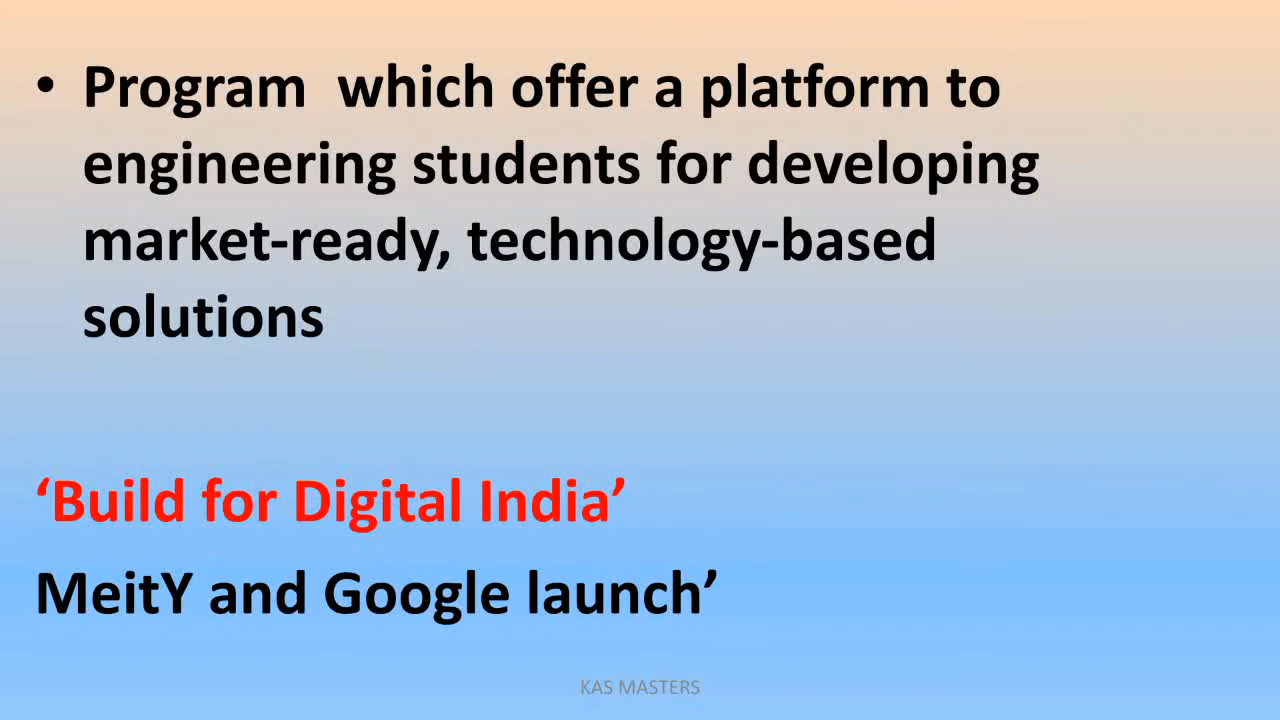 • Program  which offer a platform to
engineering students for developing
market-ready, technology-based
solutions
‘Build for Digital India’
MeitY and Google launch’
KAS MASTERS